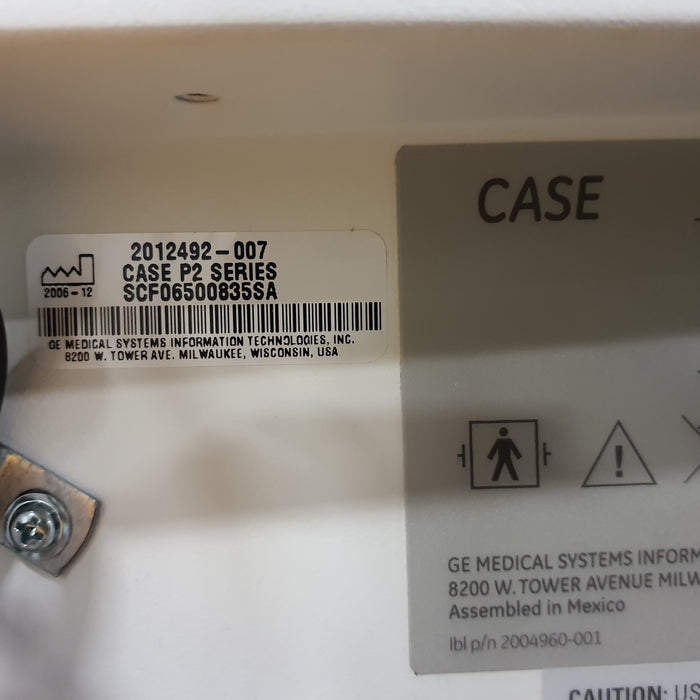 2012492-007
CASE P2 SERIES
2006-12
SCF06500835SA
GE MEDICAL SYSTEMS INFORMATION TECHNOLOGIES, INC.
8200 W. TOWER AVE. MILWAUKEE, WISCONSIN, USA
CASE
GE MEDICAL SYSTEMS INFORM
8200 W. TOWER AVENUE MILW
Assembled in Mexico
lbl p/n 2004960-001
CAUTION: US